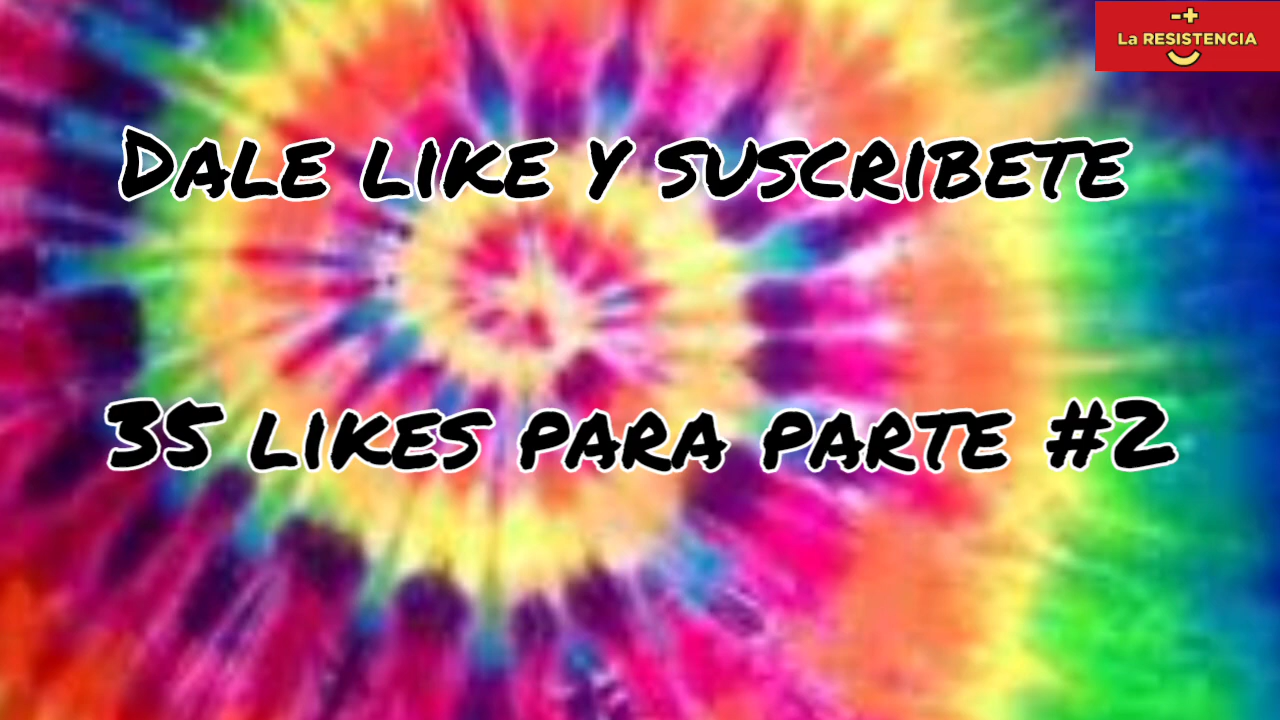 -+
La RESISTENCIA
DALE LIKE Y SUSCRIBETE
35 LIKES PARA PARTE #2